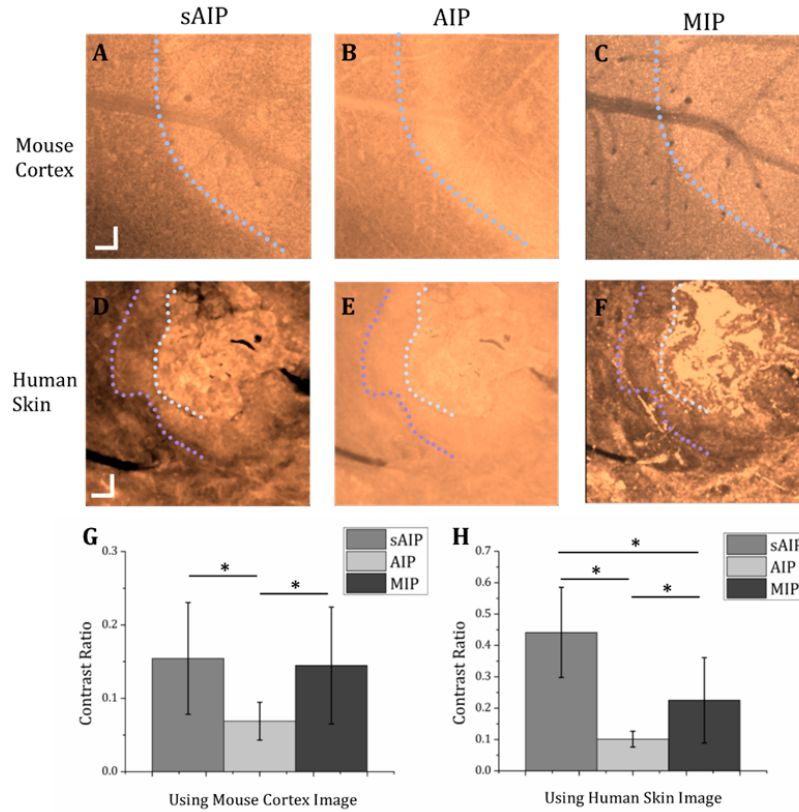 sAIP AIP MIP
A B C
Mouse
Cortex
D E F
Human
Skin
G
sAIP
AIP
MIP
* *
0.3
0.2
0.1
0.0
Contrast Ratio
Using Mouse Cortex Image
H
sAIP
AIP
MIP
*
* *
0.7
0.6
0.5
0.4
0.3
0.2
0.1
0.0
Contrast Ratio
Using Human Skin Image